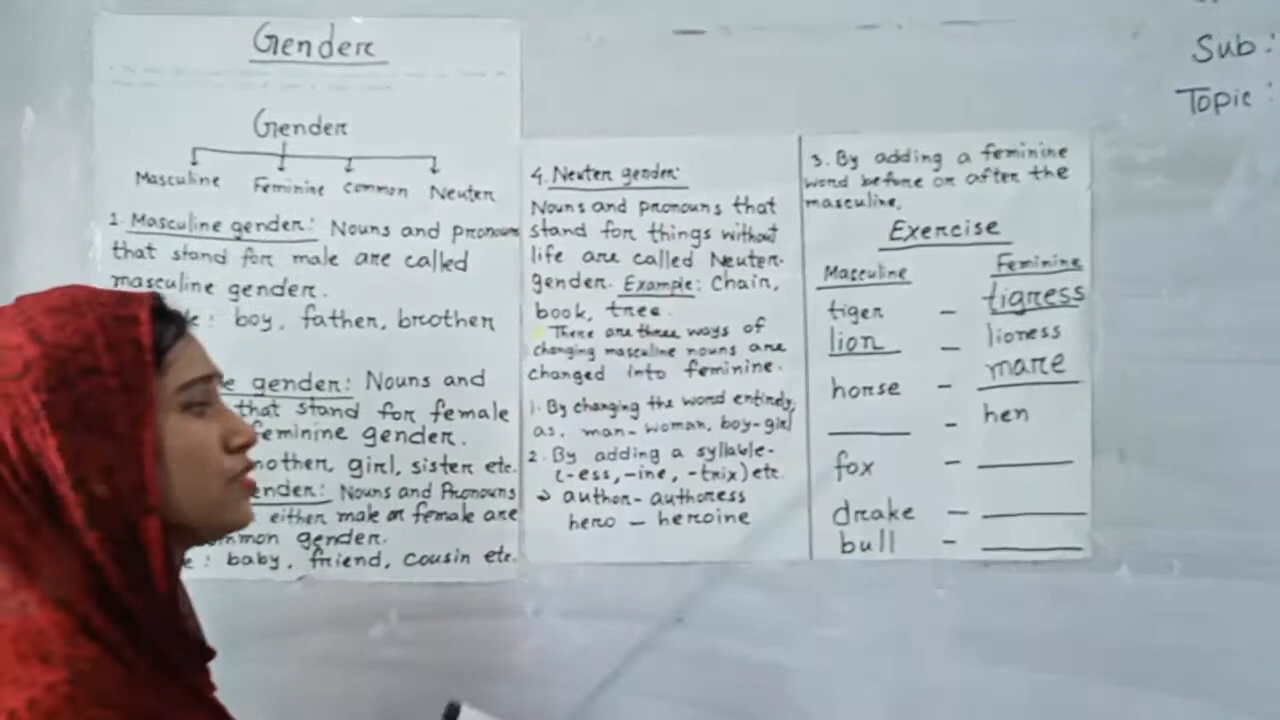 Gender
Gender
Masculine Feminine common Neuter
1. Masculine gender: Nouns and pronouns
that stand for male are called
masculine gender.
: boy, father, brother
gender: Nouns and
that stand for female
feminine gender.
mother, girl, sister etc.
gender: Nouns and Pronouns
either male or female are
common gender.
: baby, friend, cousin etc.
4. Neuter gender:
Nouns and pronouns that
stand for things without
life are called Neuter-
gender. Example: Chair,
book, tree.
There are three ways of
changing masculine nouns are
changed into feminine.
1. By changing the word entirely,
as, man-woman, boy-girl
2. By adding a syllable-
(-ess, -ine, -trix) etc.
→ author- authoress
hero - heroine
3. By adding a feminine
word before or after the
masculine.
Exercise
Masculine Feminine
tiger - tigress
lion - lioness
horse - mare
- hen
fox -
drake -
bull -
Sub:
Topic: